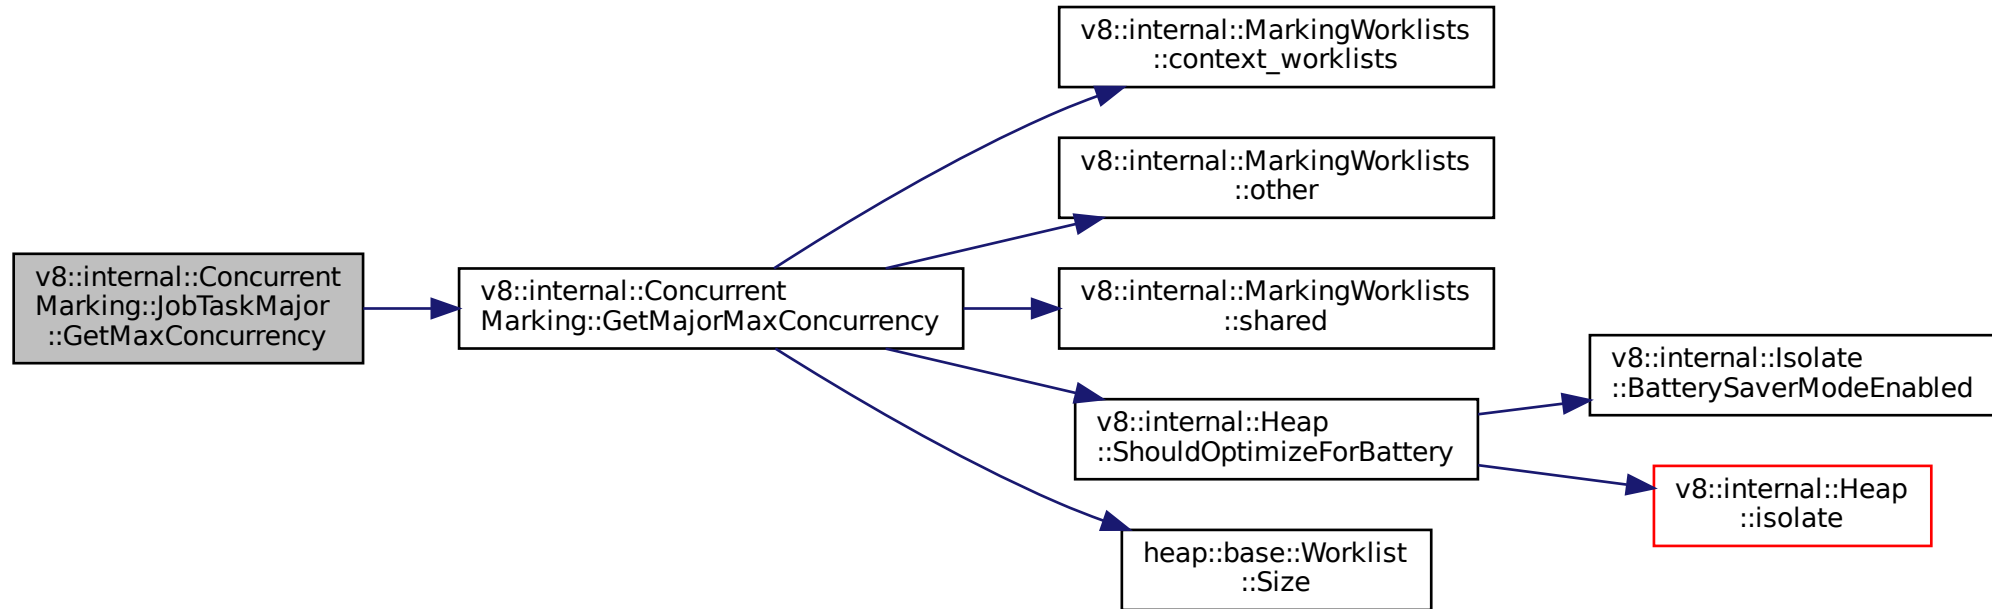 v8::internal::MarkingWorklists
::context_worklists
v8::internal::MarkingWorklists
::other
v8::internal::Concurrent
Marking::JobTaskMajor
::GetMaxConcurrency
v8::internal::Concurrent
Marking::GetMajorMaxConcurrency
v8::internal::MarkingWorklists
::shared
v8::internal::Isolate
::BatterySaverModeEnabled
v8::internal::Heap
::ShouldOptimizeForBattery
v8::internal::Heap
::isolate
heap::base::Worklist
::Size